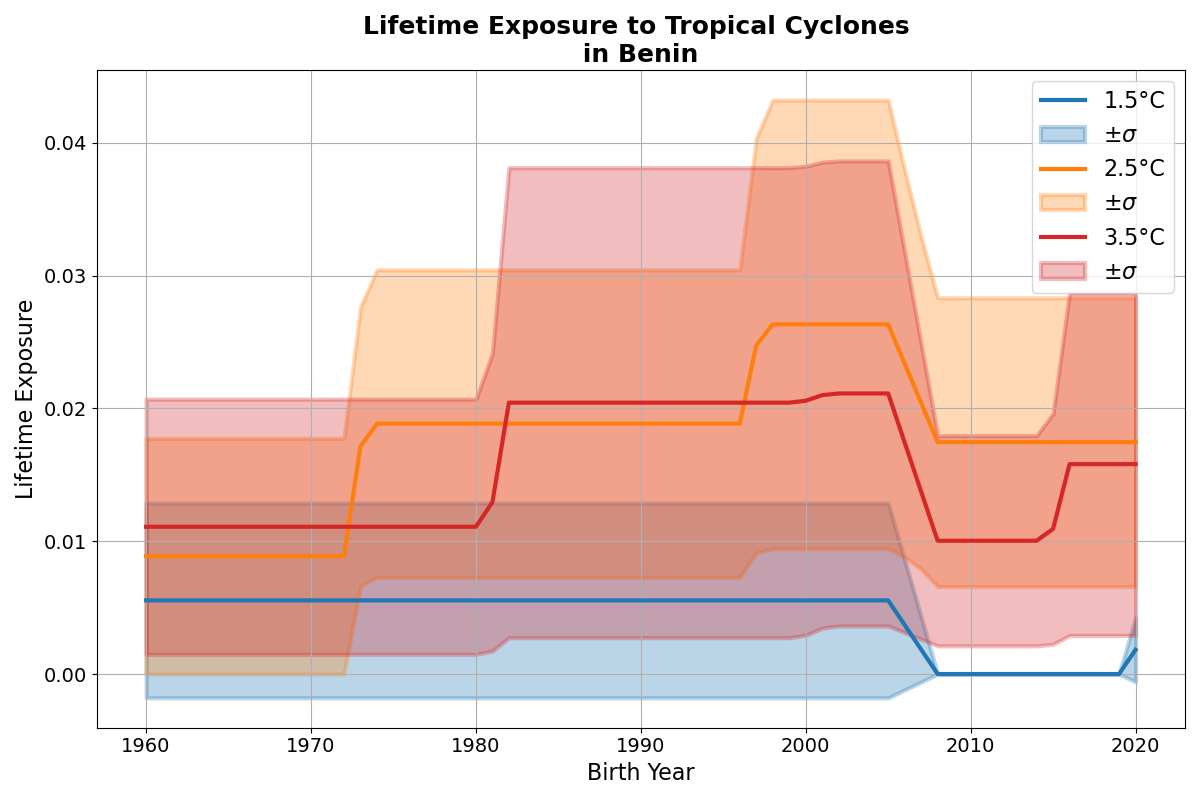 Lifetime Exposure to Tropical Cyclones
in Benin
1.5°C
±σ
2.5°C
±σ
3.5°C
±σ
0.04
0.03
0.02
0.01
0.00
Lifetime Exposure
1960 1970 1980 1990 2000 2010 2020
Birth Year